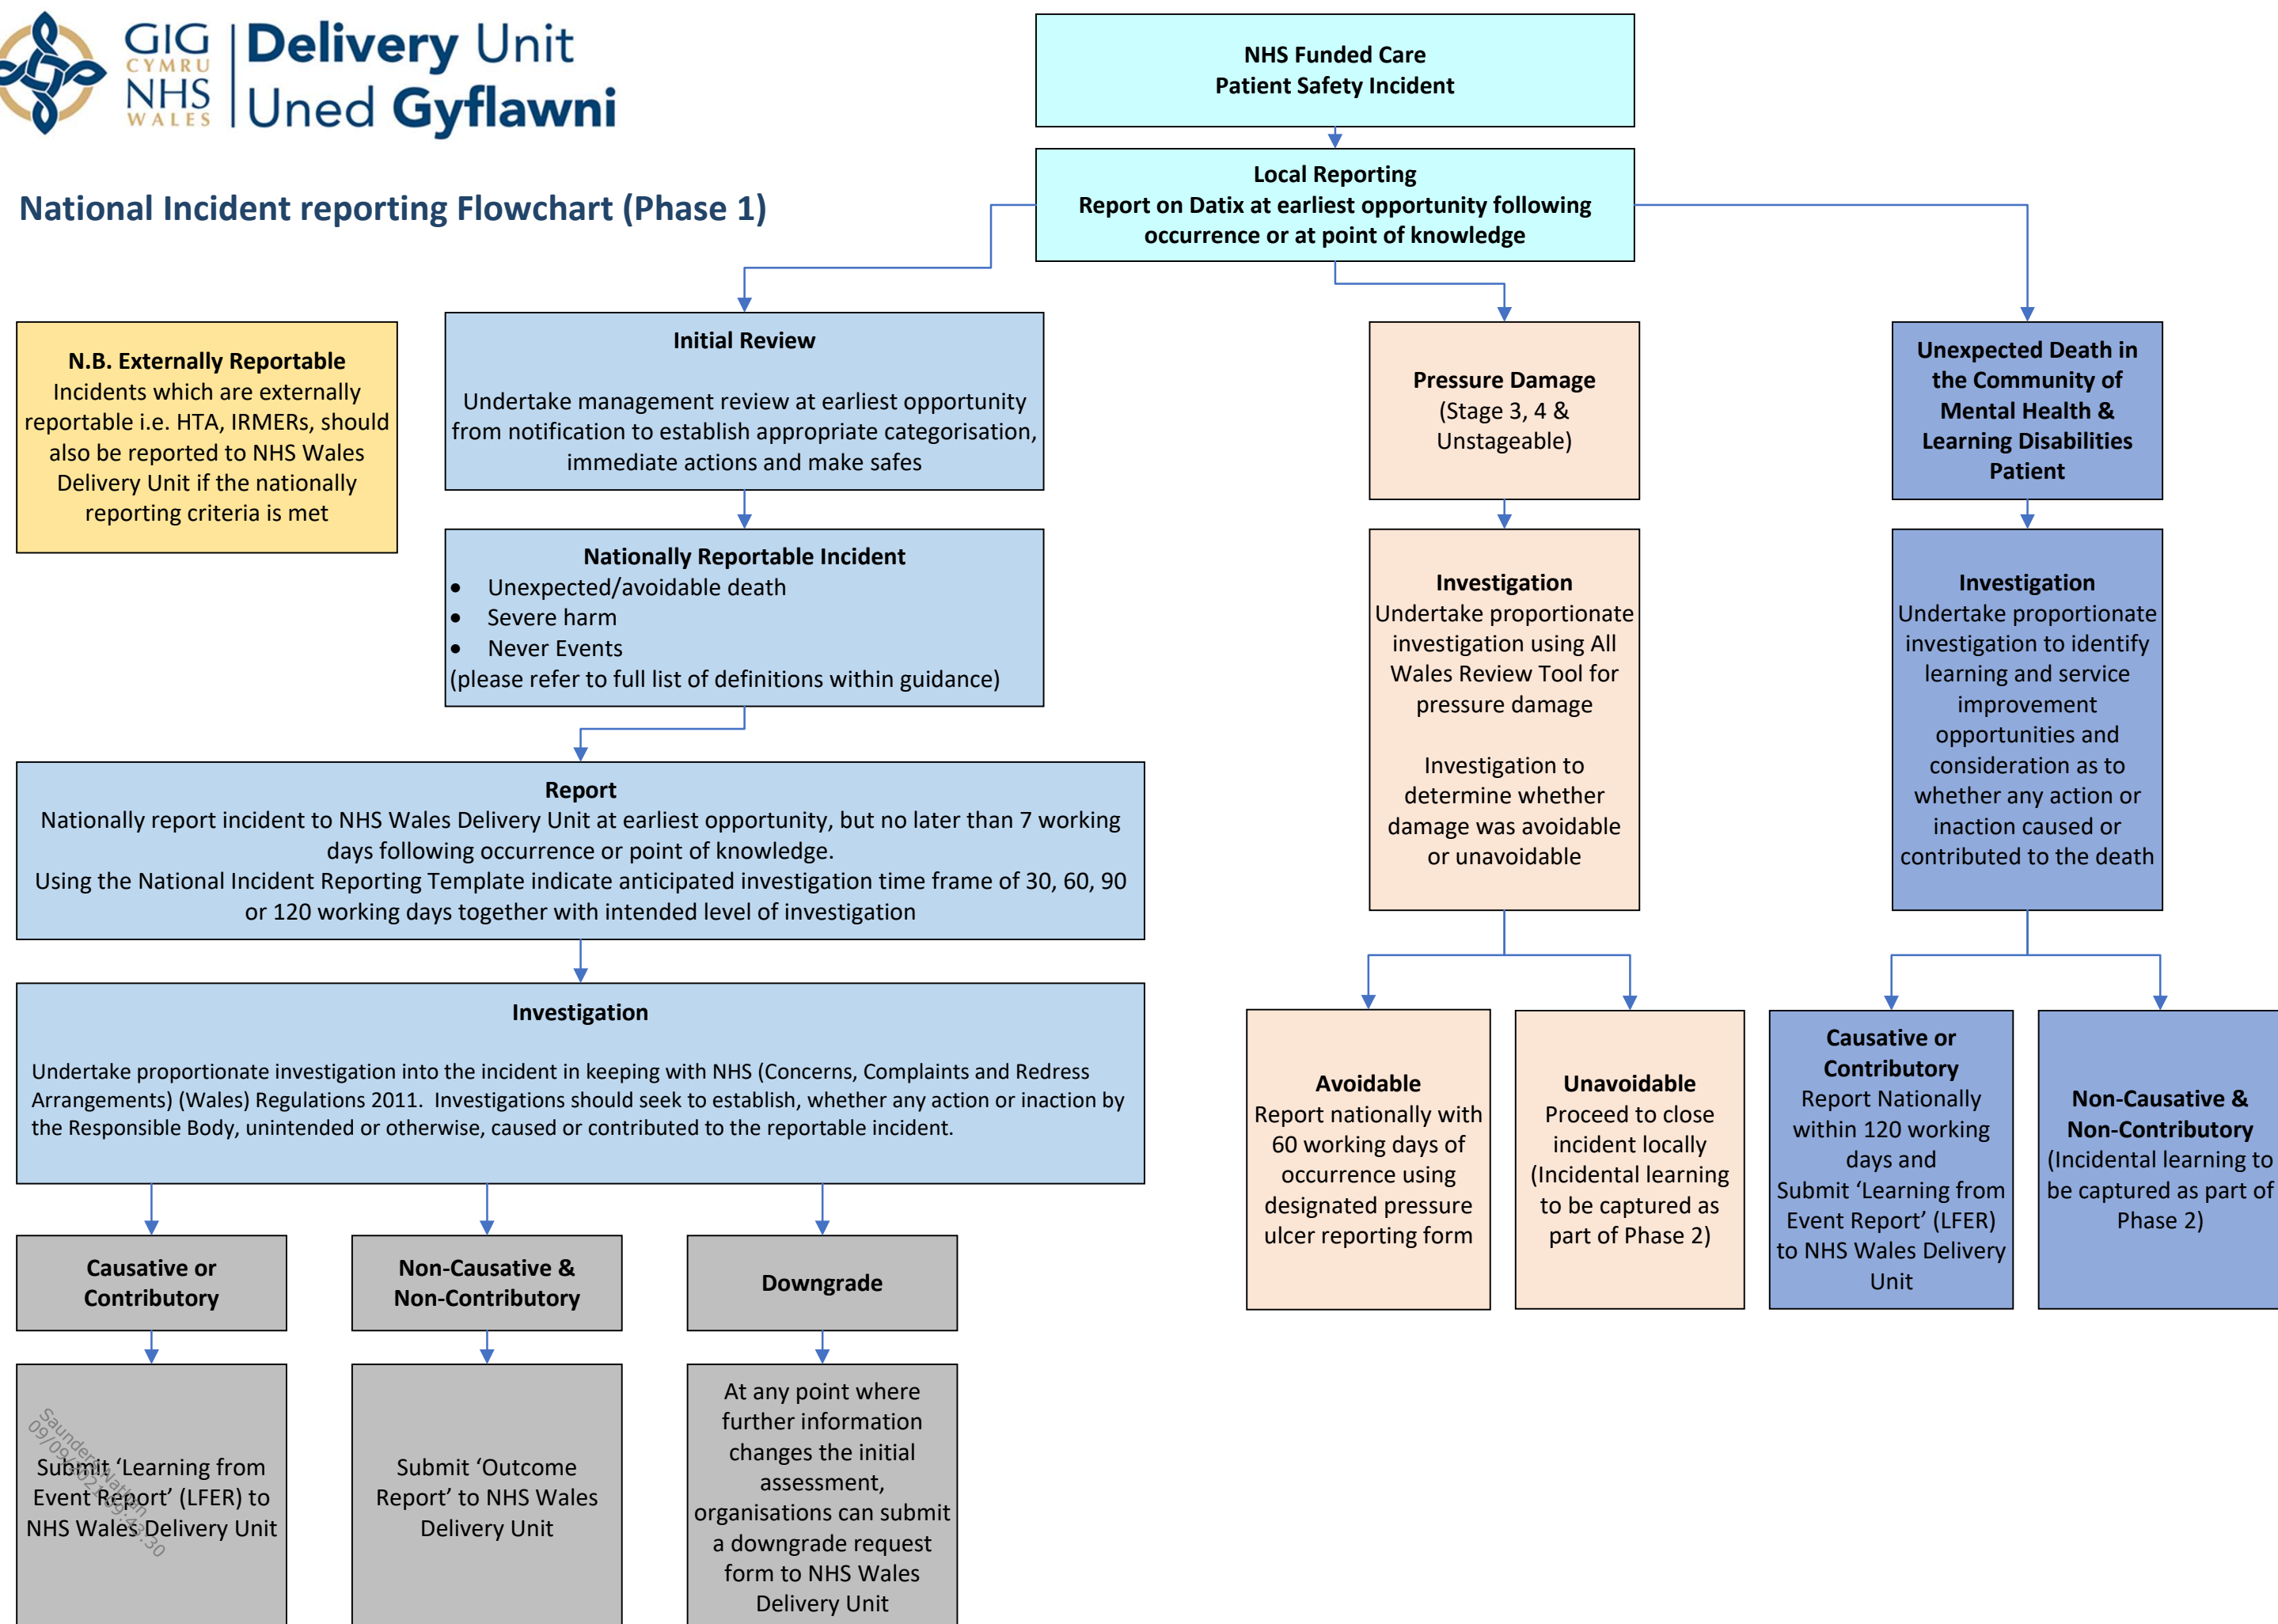 GIG
CYMRU
NHS
WALES
Delivery Unit
Uned Gyflawni
National Incident reporting Flowchart (Phase 1)
NHS Funded Care
Patient Safety Incident
Local Reporting
Report on Datix at earliest opportunity following
occurrence or at point of knowledge
N.B. Externally Reportable
Incidents which are externally
reportable i.e. HTA, IRMERs, should
also be reported to NHS Wales
Delivery Unit if the nationally
reporting criteria is met
Initial Review
Undertake management review at earliest opportunity
from notification to establish appropriate categorisation,
immediate actions and make safes
Nationally Reportable Incident
• Unexpected/avoidable death
• Severe harm
• Never Events
(please refer to full list of definitions within guidance)
Report
Nationally report incident to NHS Wales Delivery Unit at earliest opportunity, but no later than 7 working
days following occurrence or point of knowledge.
Using the National Incident Reporting Template indicate anticipated investigation time frame of 30, 60, 90
or 120 working days together with intended level of investigation
Investigation
Undertake proportionate investigation into the incident in keeping with NHS (Concerns, Complaints and Redress
Arrangements) (Wales) Regulations 2011. Investigations should seek to establish, whether any action or inaction by
the Responsible Body, unintended or otherwise, caused or contributed to the reportable incident.
Causative or
Contributory
Submit ‘Learning from
Event Report’ (LFER) to
NHS Wales Delivery Unit
Non-Causative &
Non-Contributory
Submit ‘Outcome
Report’ to NHS Wales
Delivery Unit
Downgrade
At any point where
further information
changes the initial
assessment,
organisations can submit
a downgrade request
form to NHS Wales
Delivery Unit
Pressure Damage
(Stage 3, 4 &
Unstageable)
Investigation
Undertake proportionate
investigation using All
Wales Review Tool for
pressure damage
Investigation to
determine whether
damage was avoidable
or unavoidable
Avoidable
Report nationally with
60 working days of
occurrence using
designated pressure
ulcer reporting form
Unavoidable
Proceed to close
incident locally
(Incidental learning
to be captured as
part of Phase 2)
Unexpected Death in
the Community of
Mental Health &
Learning Disabilities
Patient
Investigation
Undertake proportionate
investigation to identify
learning and service
improvement
opportunities and
consideration as to
whether any action or
inaction caused or
contributed to the death
Causative or
Contributory
Report Nationally
within 120 working
days and
Submit ‘Learning from
Event Report’ (LFER)
to NHS Wales Delivery
Unit
Non-Causative &
Non-Contributory
(Incidental learning to
be captured as part of
Phase 2)
Saunders,Nathan
09/09/2021 09:43:30